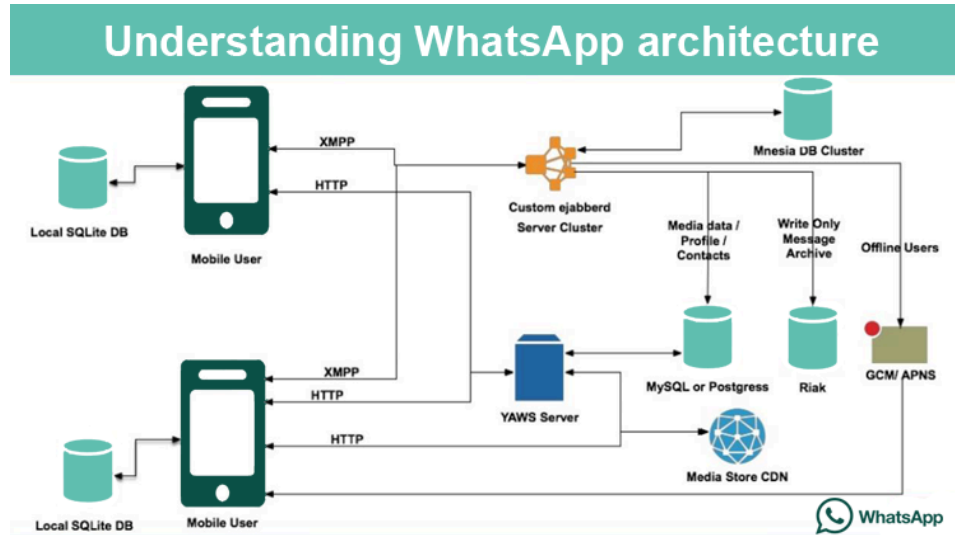 Understanding WhatsApp architecture
XMPP
Mnesia DB Cluster
HTTP
Custom ejabberd
Server Cluster
Local SQLite DB
Mobile User
Media data /
Profile /
Contacts
Write Only
Message
Archive
Offline Users
XMPP
HTTP
YAWS Server
MySQL or Postgress
Riak
GCM/ APNS
HTTP
Media Store CDN
Local SQLite DB
Mobile User
WhatsApp